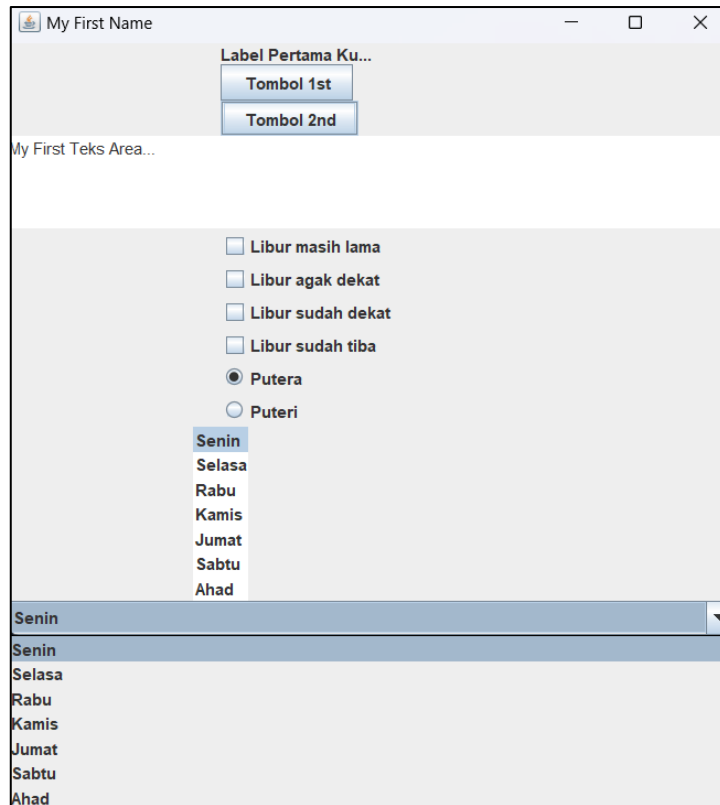 My First Name
Label Pertama Ku...
Tombol 1st
Tombol 2nd
My First Teks Area...
Libur masih lama
Libur agak dekat
Libur sudah dekat
Libur sudah tiba
Putera
Puteri
Senin
Selasa
Rabu
Kamis
Jumat
Sabtu
Ahad
Senin
Senin
Selasa
Rabu
Kamis
Jumat
Sabtu
Ahad